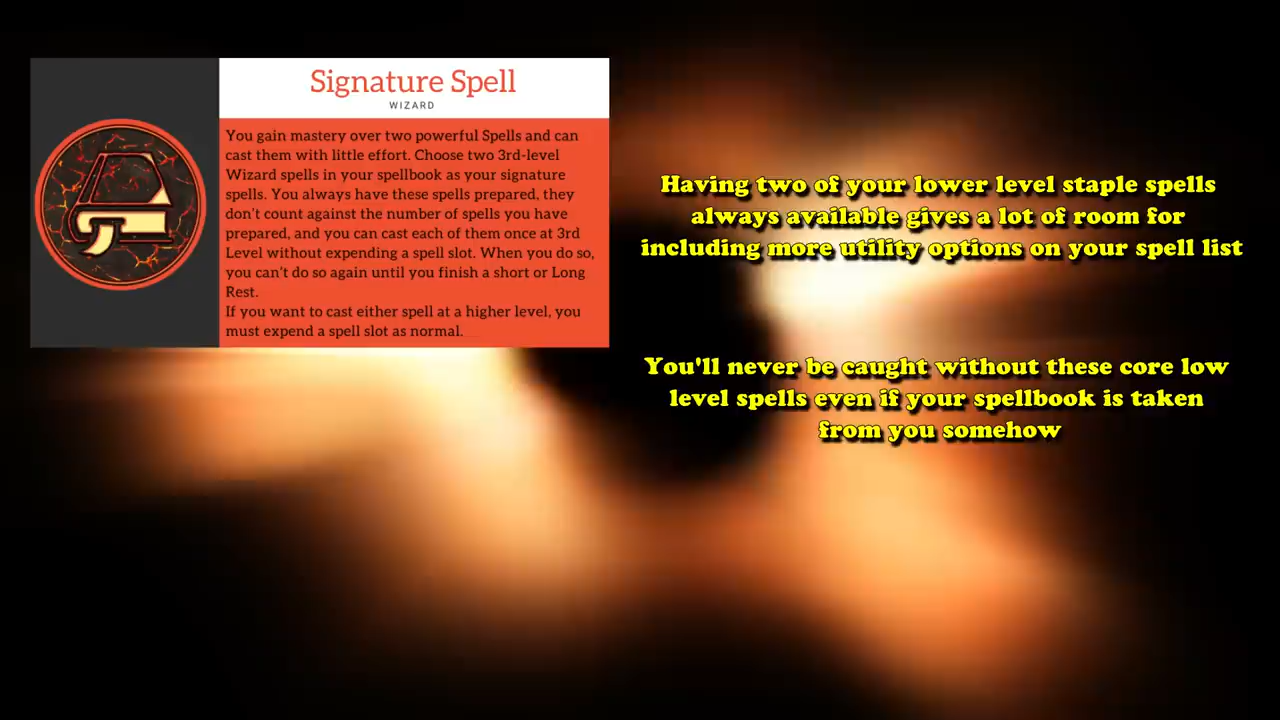 Signature Spell
WIZARD
You gain mastery over two powerful Spells and can
cast them with little effort. Choose two 3rd-level
Wizard spells in your spellbook as your signature
spells. You always have these spells prepared, they
don't count against the number of spells you have
prepared, and you can cast each of them once at 3rd
Level without expending a spell slot. When you do so,
you can't do so again until you finish a short or Long
Rest.
If you want to cast either spell at a higher level, you
must expend a spell slot as normal.
Having two of your lower level staple spells
always available gives a lot of room for
including more utility options on your spell list
You'll never be caught without these core low
level spells even if your spellbook is taken
from you somehow